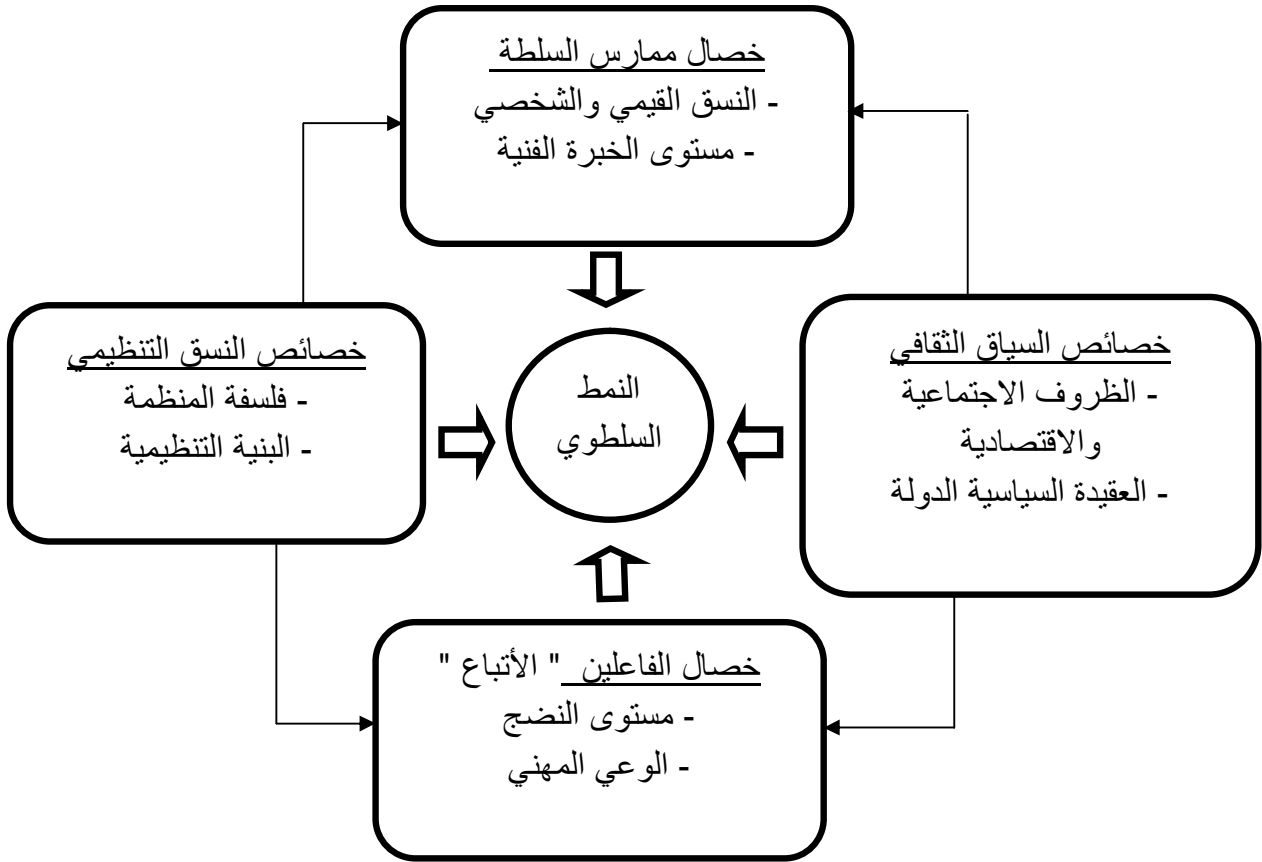 خصال ممارس السلطة
- النسق القيمي والشخصي
- مستوى الخبرة الفنية
خصائص السياق الثقافي
- الظروف الاجتماعية
والاقتصادية
- العقيدة السياسية الدولة
النمط
السلطوي
خصائص النسق التنظيمي
- فلسفة المنظمة
- البنية التنظيمية
خصال الفاعلين " الأتباع "
- مستوى النضج
- الوعي المهني